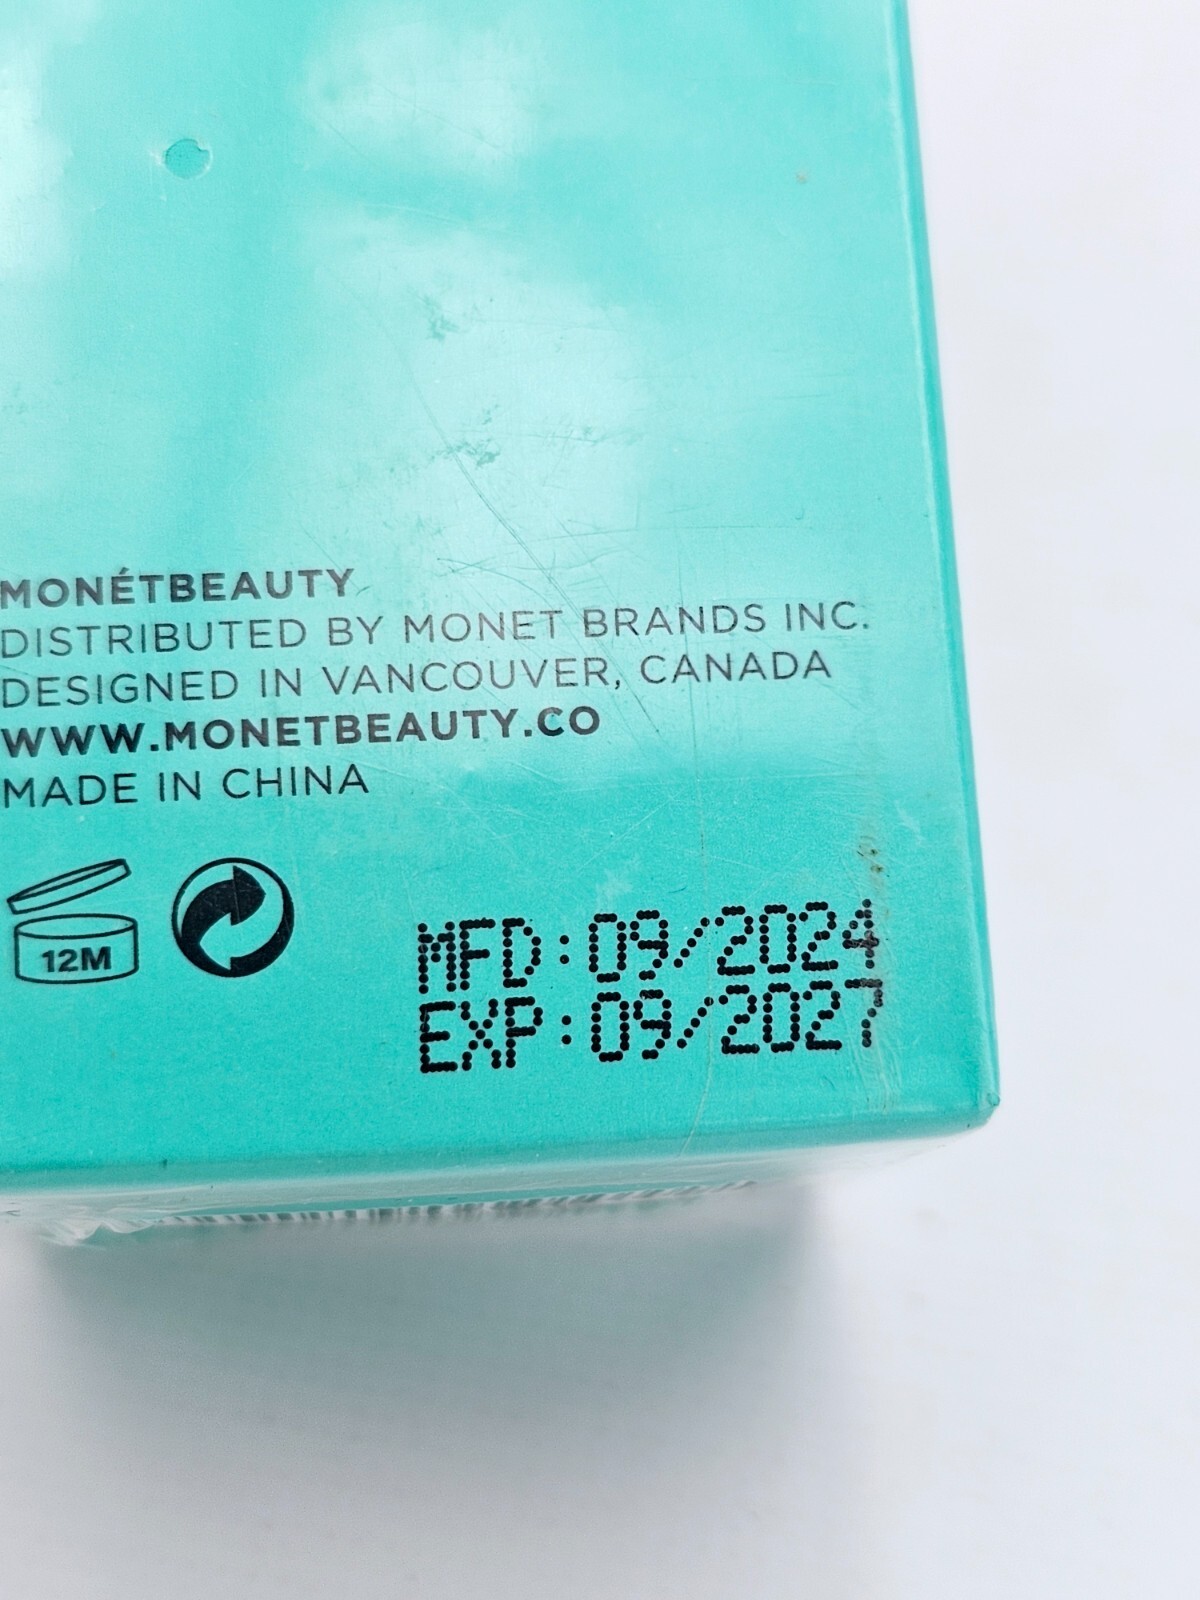 MONÉTBEAUTY
DISTRIBUTED BY MONET BRANDS INC.
DESIGNED IN VANCOUVER, CANADA
WWW.MONETBEAUTY.CO
MADE IN CHINA
12M
MFD:09/2024
EXP:09/2027